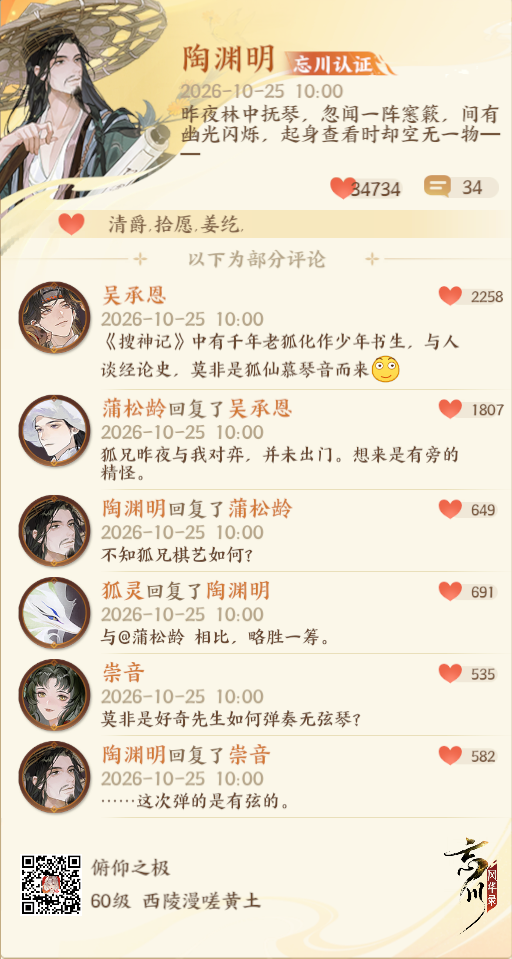 陶渊明 忘川认证
2026-10-25 10:00
昨夜林中抚琴，忽闻一阵窸簌，间有
幽光闪烁，起身查看时却空无一物—
—
34734 34
清爵.拾愿.姜纥.
以下为部分评论
吴承恩 2258
2026-10-25 10:00
《搜神记》中有千年老狐化作少年书生，与人
谈经论史，莫非是狐仙慕琴音而来
蒲松龄回复了吴承恩 1807
2026-10-25 10:00
狐兄昨夜与我对弈，并未出门。想来是有旁的
精怪。
陶渊明回复了蒲松龄 649
2026-10-25 10:00
不知狐兄棋艺如何？
狐灵回复了陶渊明 691
2026-10-25 10:00
与@蒲松龄 相比，略胜一筹。
崇音 535
2026-10-25 10:00
莫非是好奇先生如何弹奏无弦琴？
陶渊明回复了崇音 582
2026-10-25 10:00
……这次弹的是有弦的。
俯仰之极
60级 西陵漫嗟黄土
忘川
风华录